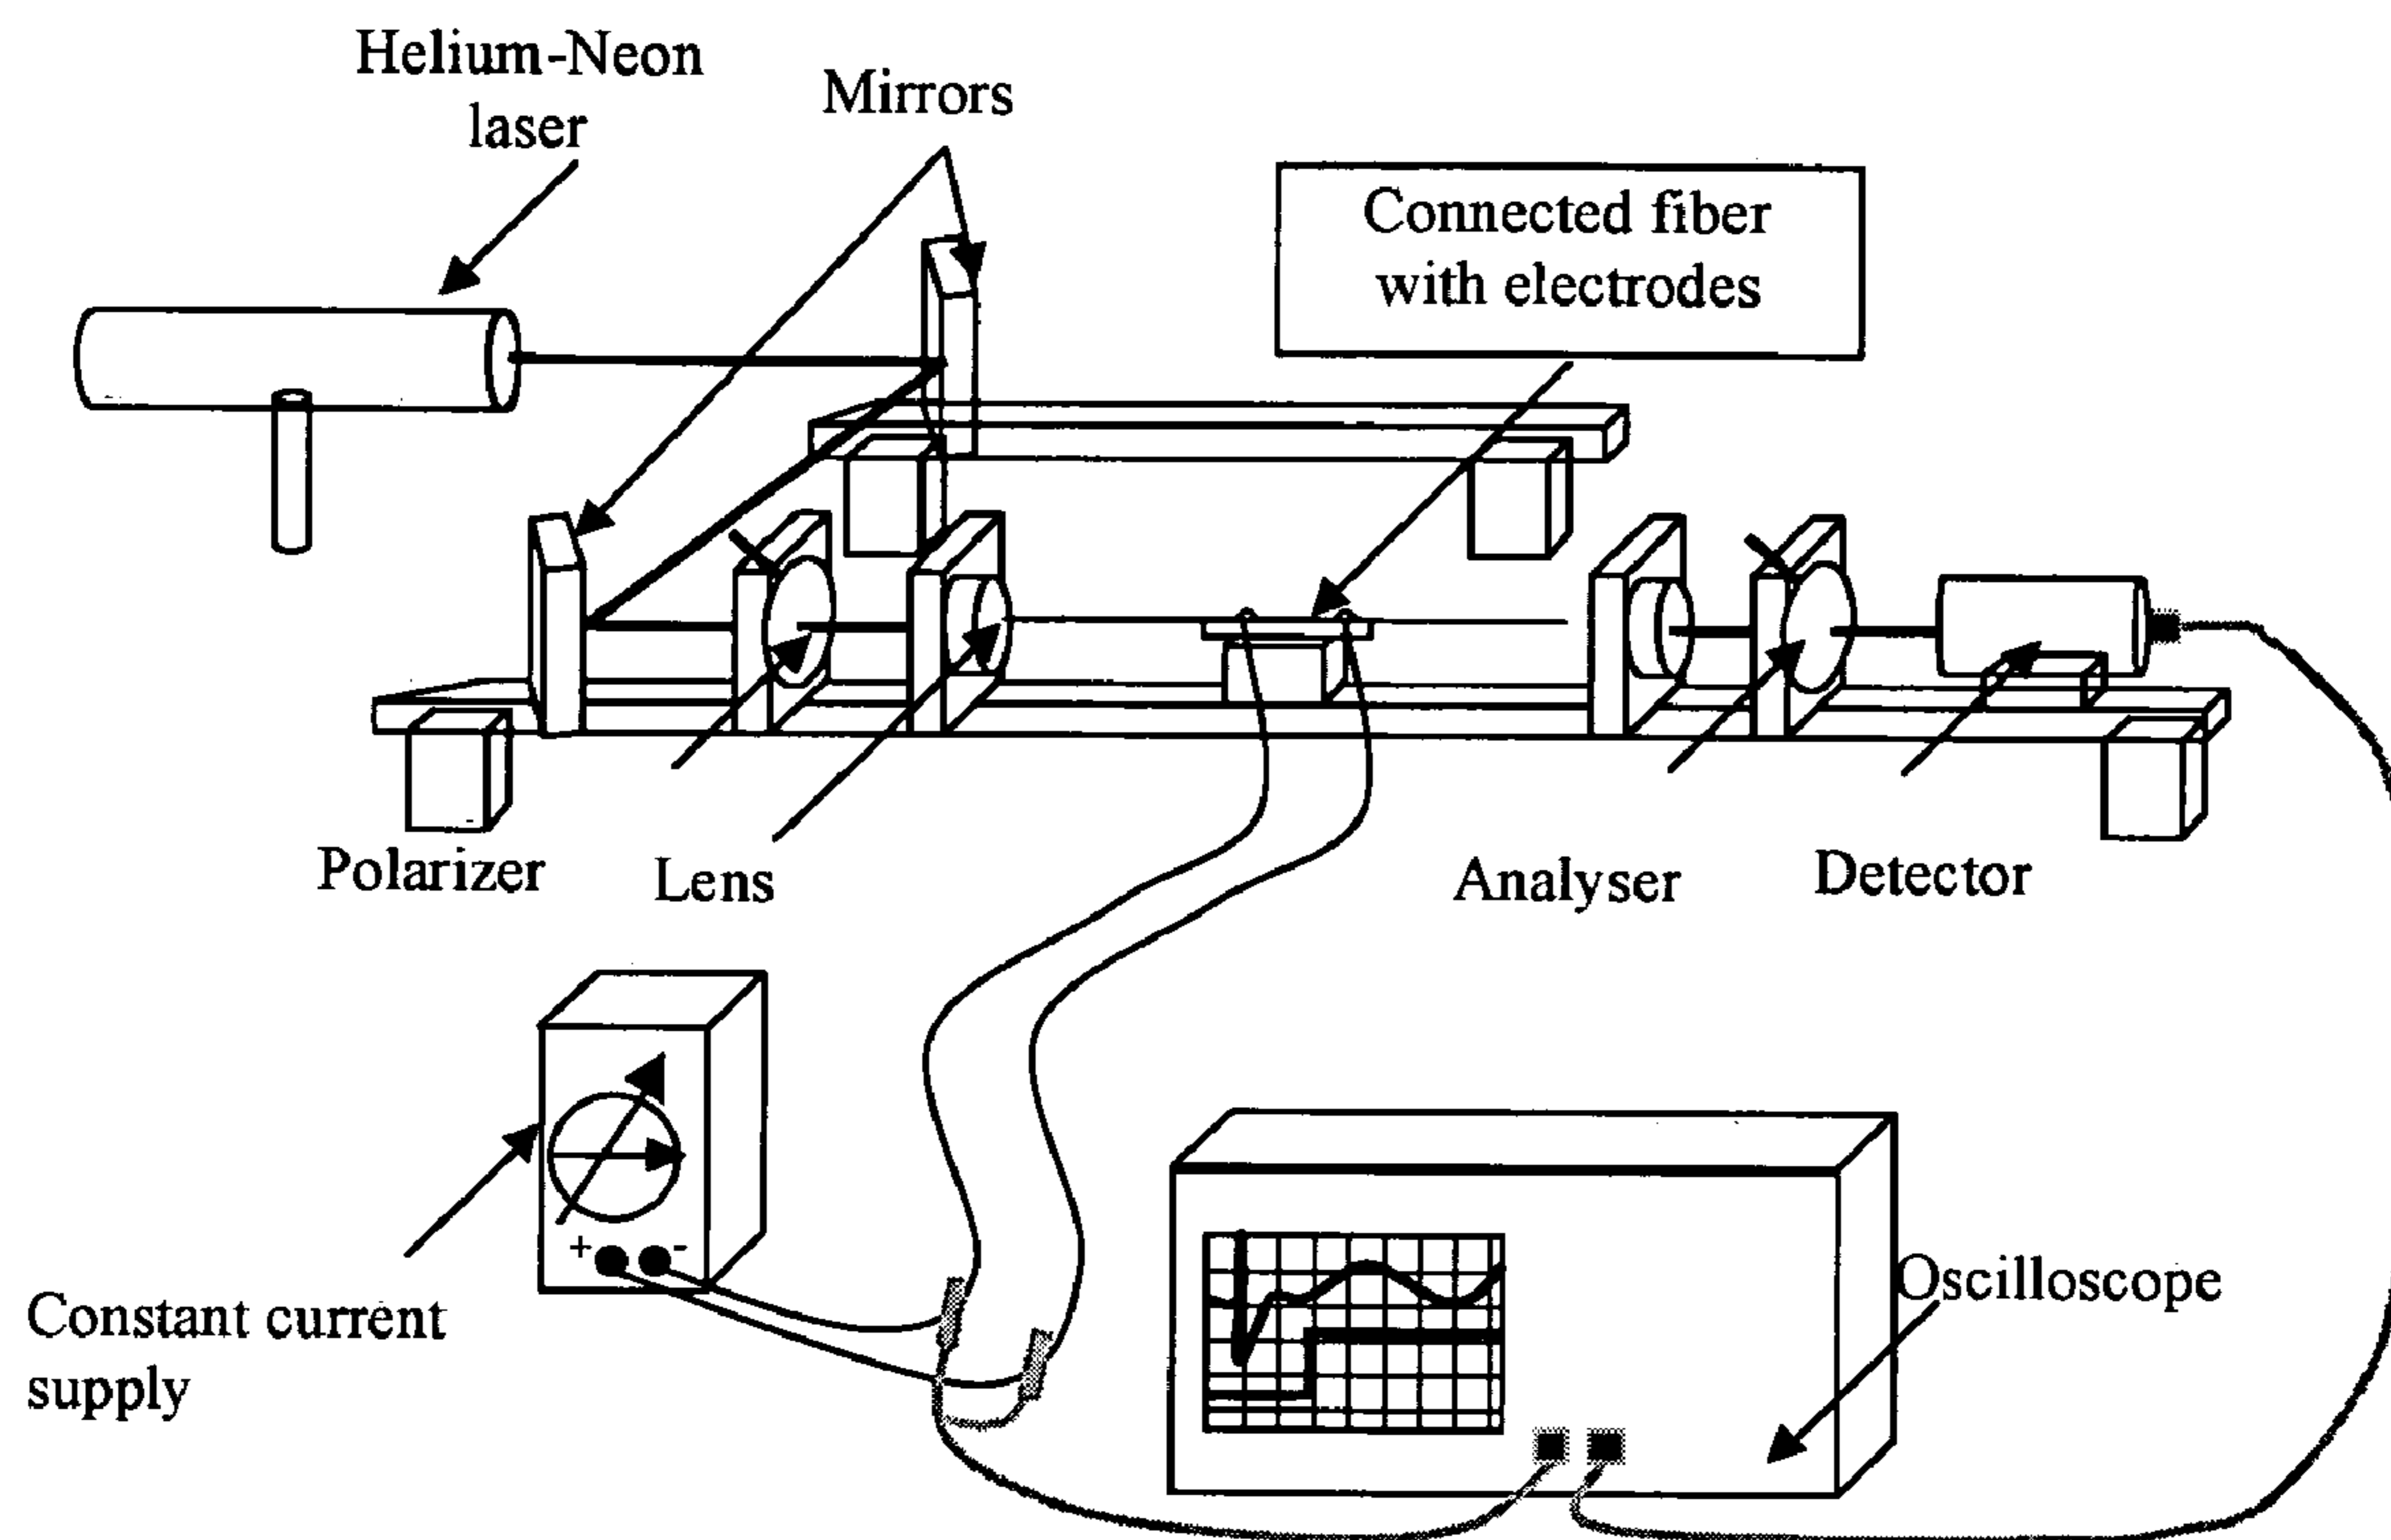 Helium-Neon
laser
Mirrors
Connected fiber
with electrodes
Polarizer
Lens
Analyser
Detector
+
-
Constant current
supply
Oscilloscope